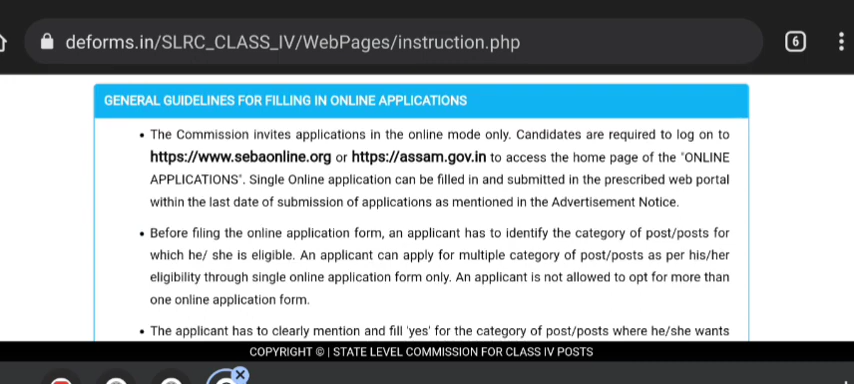 deforms.in/SLRC_CLASS_IV/WebPages/instruction.php
6
GENERAL GUIDELINES FOR FILLING IN ONLINE APPLICATIONS
• The Commission invites applications in the online mode only. Candidates are required to log on to
https://www.sebaonline.org or https://assam.gov.in to access the home page of the "ONLINE
APPLICATIONS". Single Online application can be filled in and submitted in the prescribed web portal
within the last date of submission of applications as mentioned in the Advertisement Notice.
• Before filing the online application form, an applicant has to identify the category of post/posts for
which he/ she is eligible. An applicant can apply for multiple category of post/posts as per his/her
eligibility through single online application form only. An applicant is not allowed to opt for more than
one online application form.
• The applicant has to clearly mention and fill 'yes' for the category of post/posts where he/she wants
COPYRIGHT © | STATE LEVEL COMMISSION FOR CLASS IV POSTS